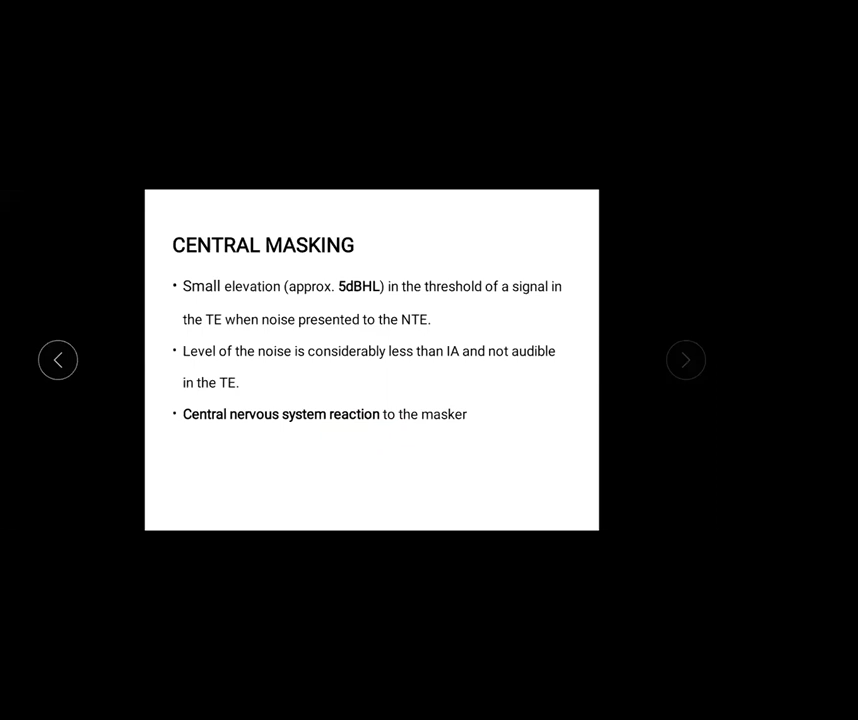 CENTRAL MASKING
• Small elevation (approx. 5dBHL) in the threshold of a signal in
the TE when noise presented to the NTE.
• Level of the noise is considerably less than IA and not audible
in the TE.
• Central nervous system reaction to the masker